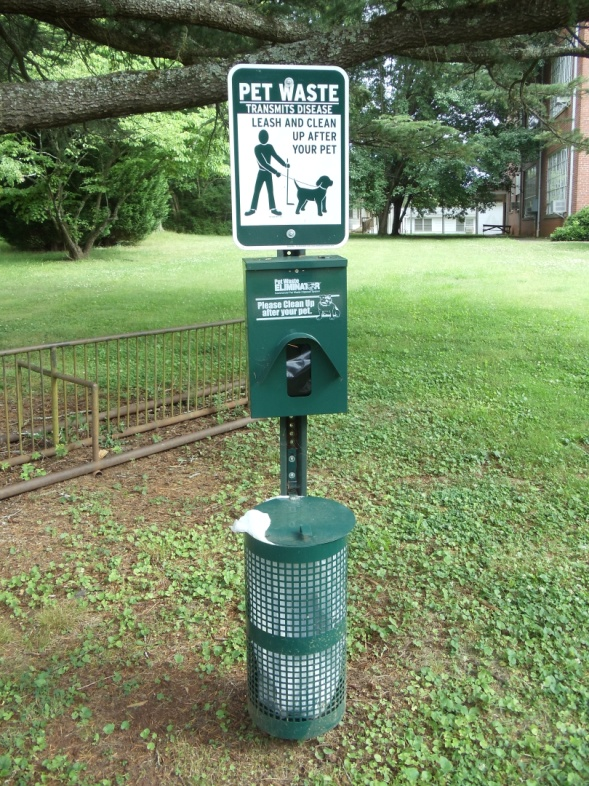 PET WASTE
TRANSMITS DISEASE
LEASH AND CLEAN
UP AFTER
YOUR PET
Pet Waste
ELIMINATOR
Please Clean Up
after your pet.